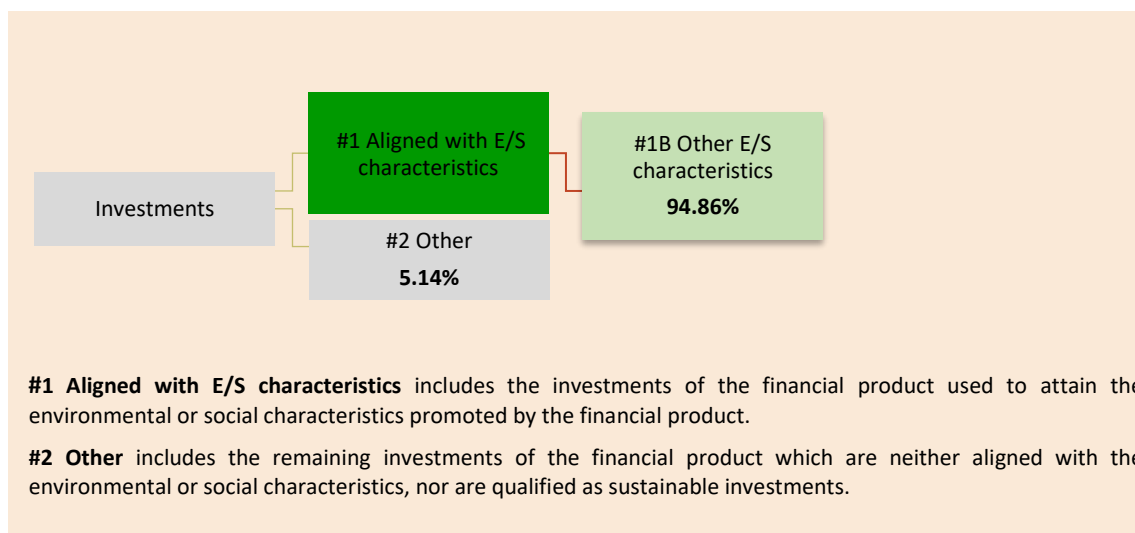 #1 Aligned with E/S
characteristics
#1B Other E/S
characteristics
94.86%
Investments
#2 Other
5.14%
#1 Aligned with E/S characteristics includes the investments of the financial product used to attain the
environmental or social characteristics promoted by the financial product.
#2 Other includes the remaining investments of the financial product which are neither aligned with the
environmental or social characteristics, nor are qualified as sustainable investments.